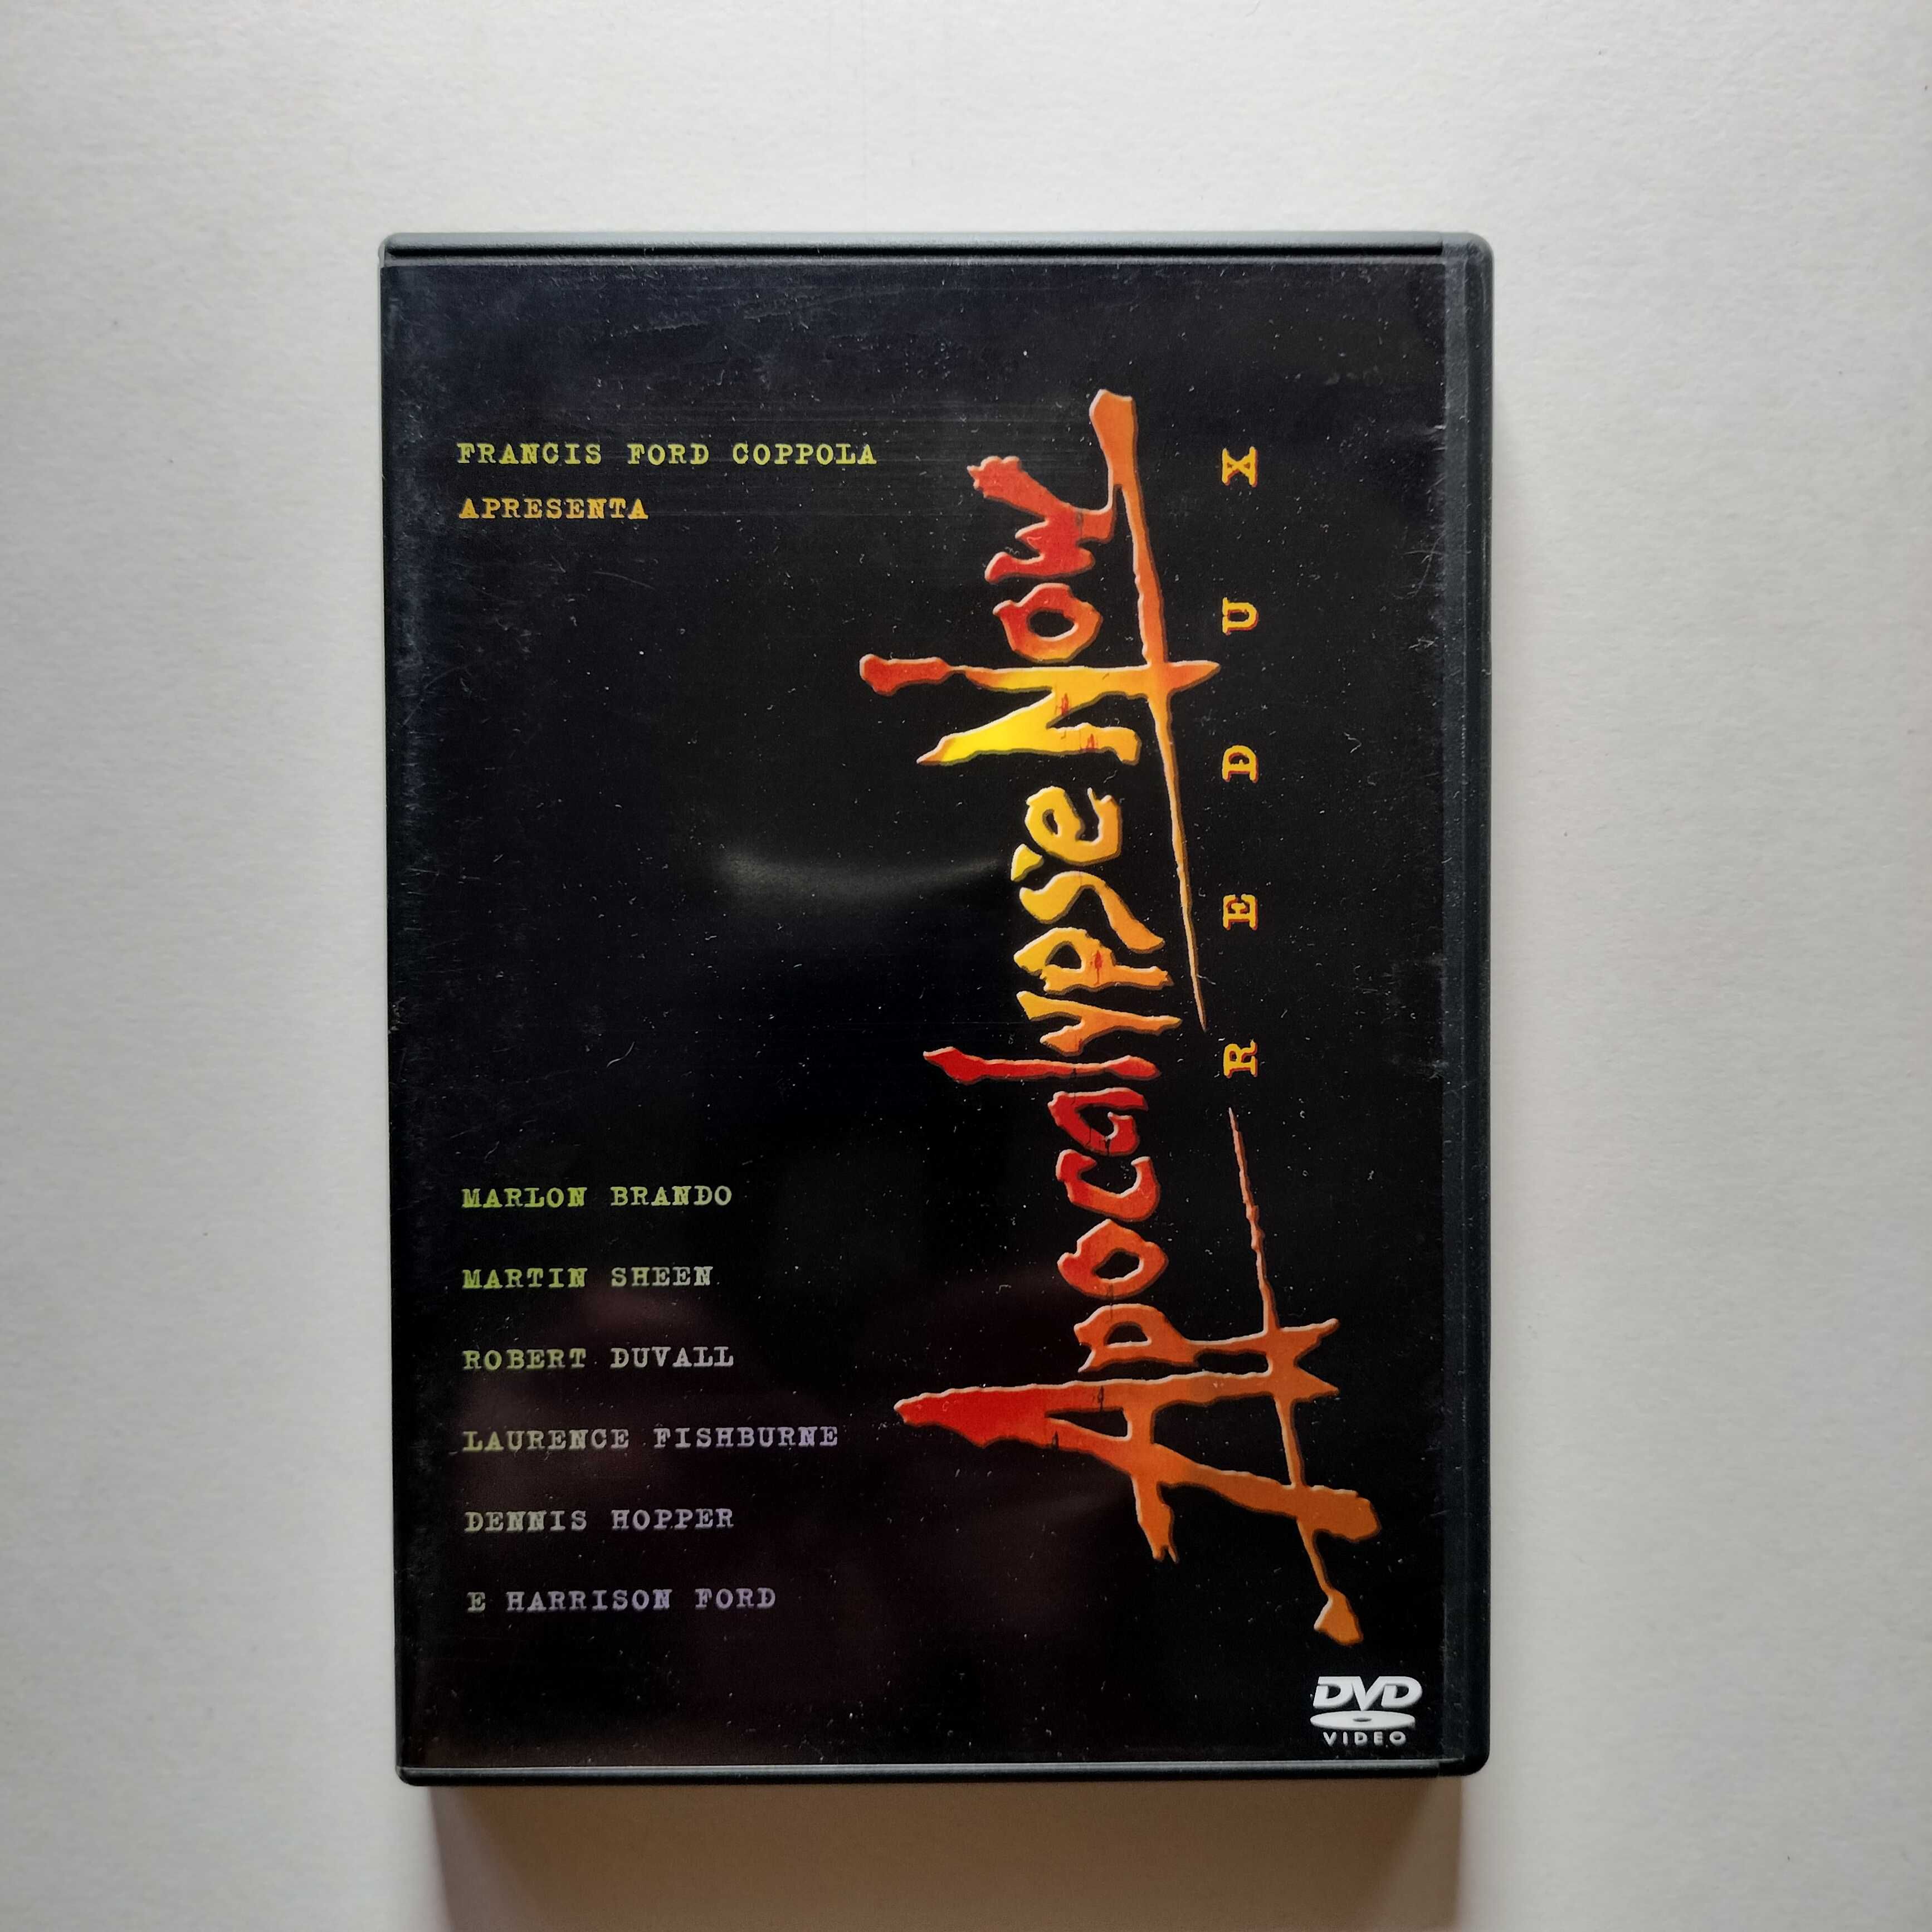 FRANCIS FORD COPPOLA
APRESENTA
Apocalypse Now
REDUX
MARLON BRANDO
MARTIN SHEEN
ROBERT DUVALL
LAURENCE FISHBURNE
DENNIS HOPPER
E HARRISON FORD
DVD
VIDEO